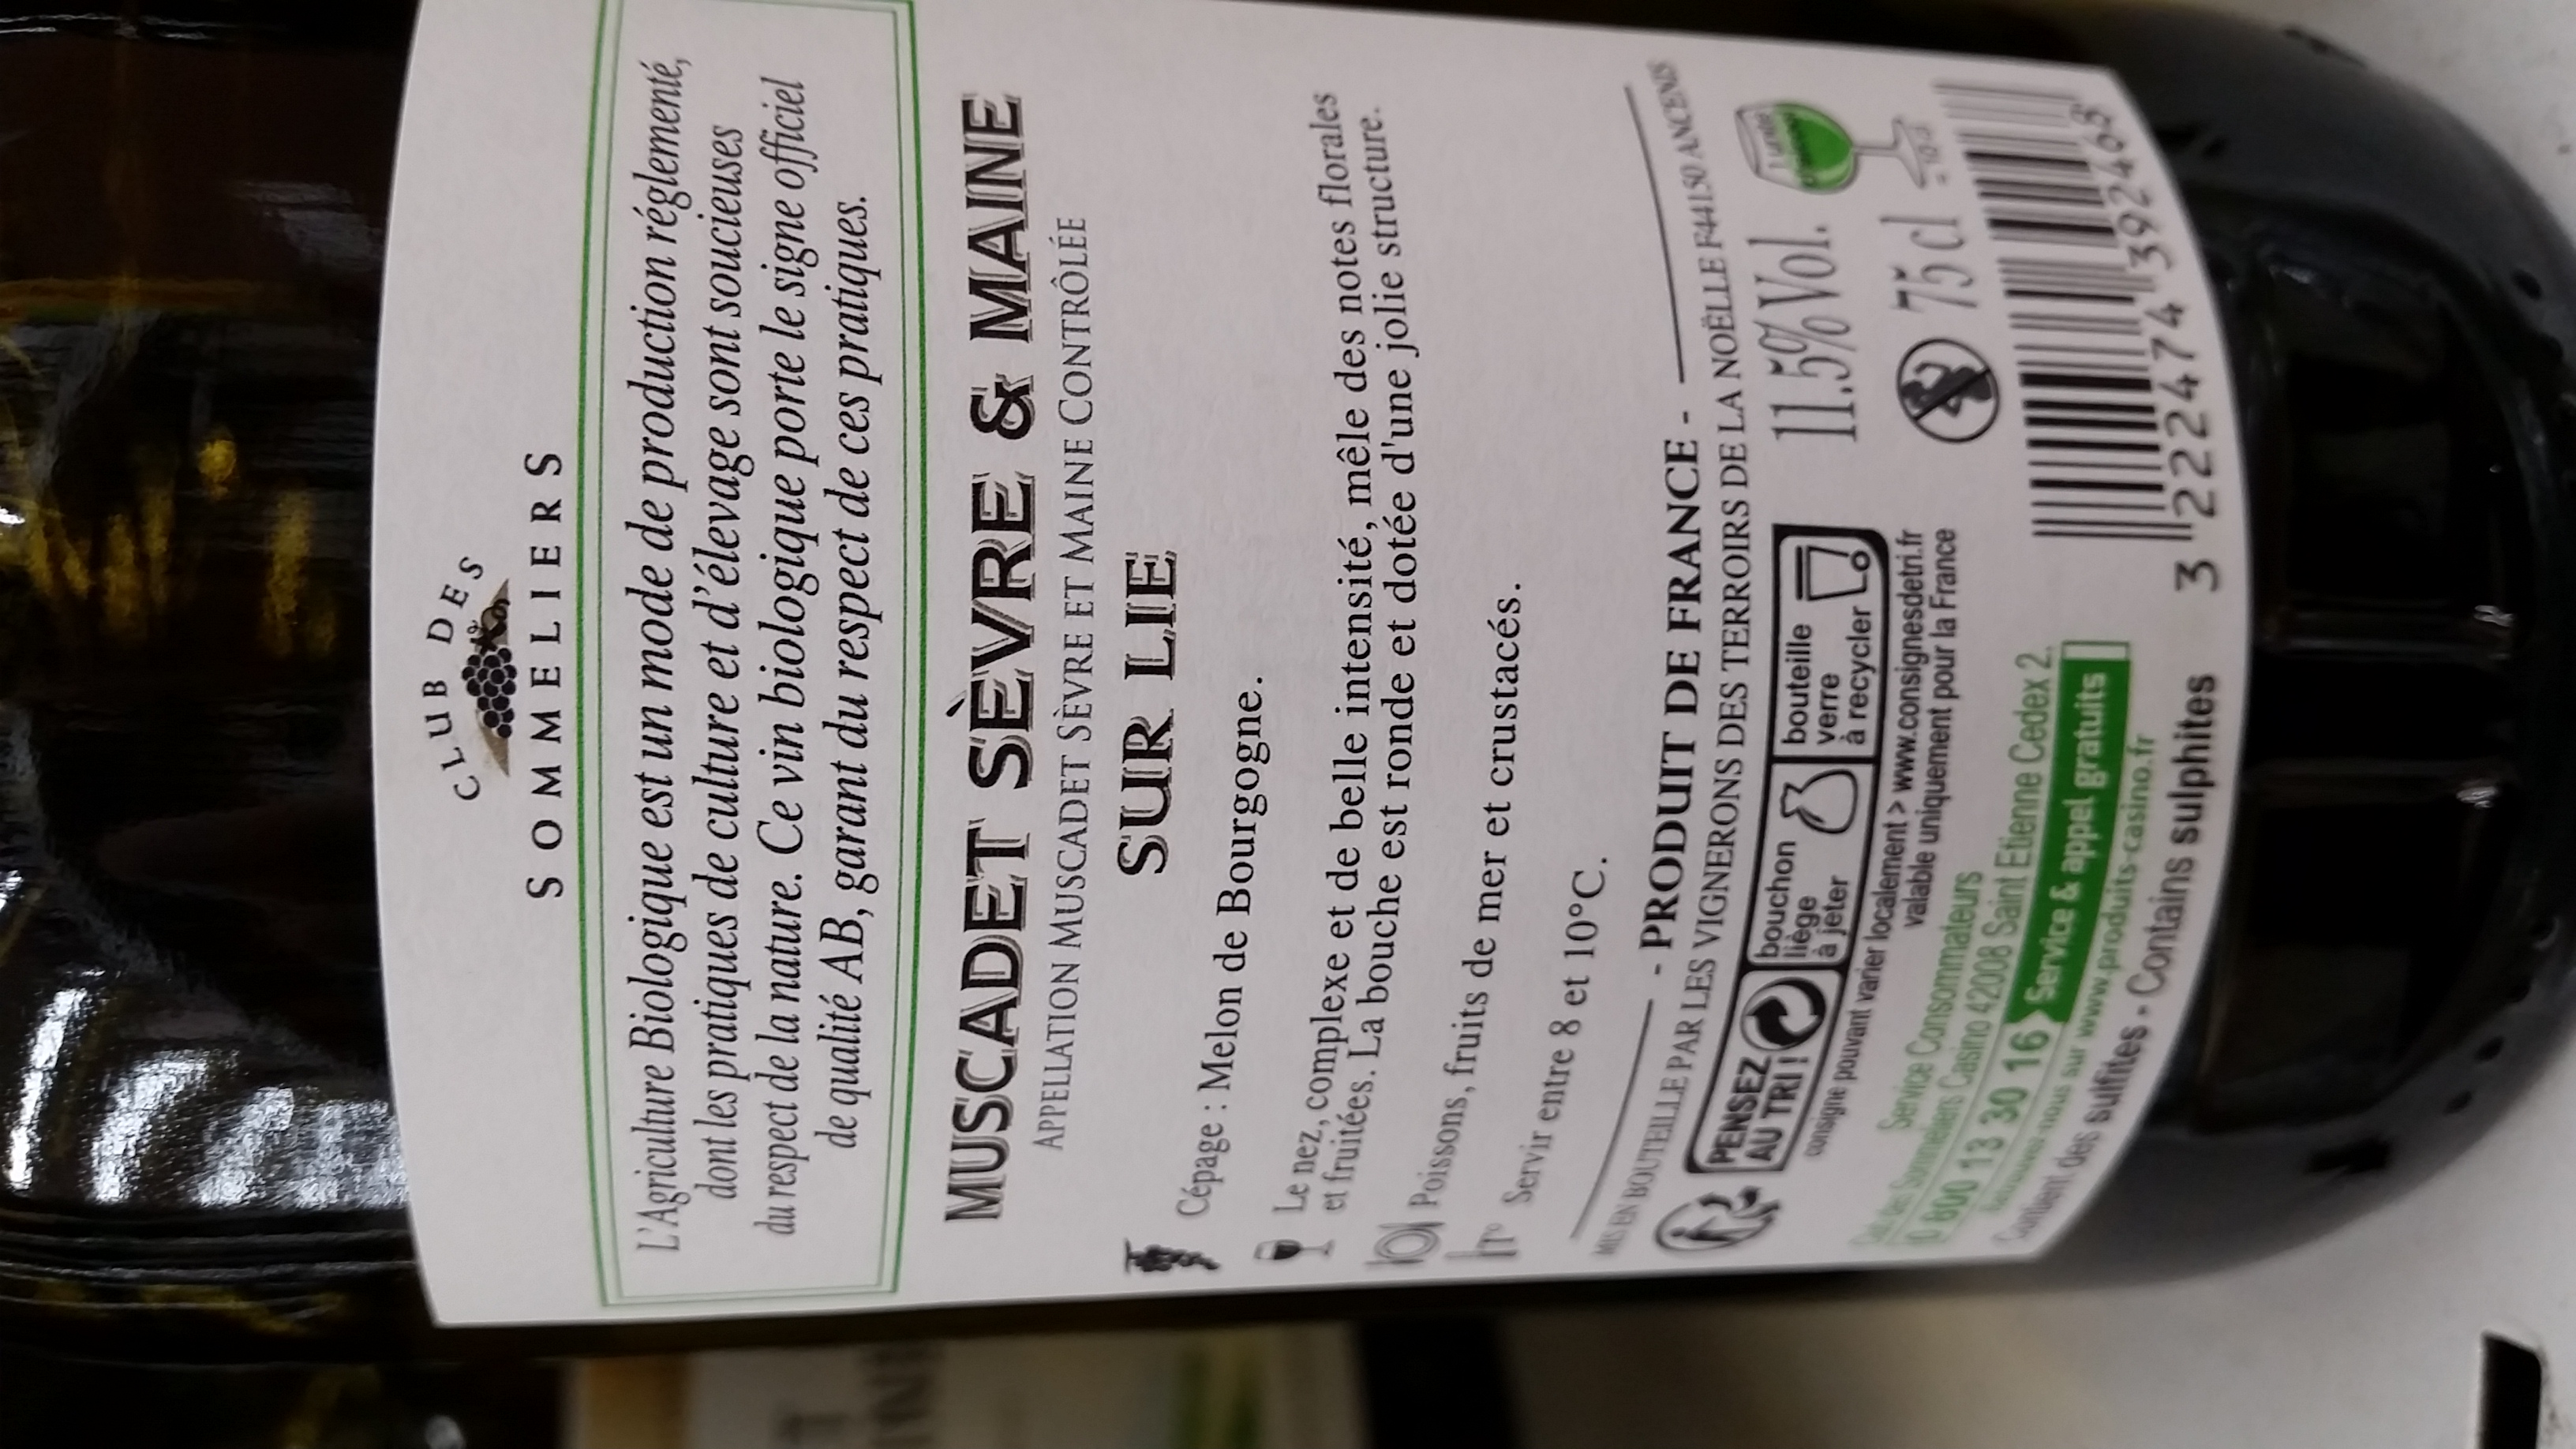 CLUB DES
SOMMELIERS
L'Agriculture Biologique est un mode de production réglementé,
dont les pratiques de culture et d'élevage sont soucieuses
du respect de la nature. Ce vin biologique porte le signe officiel
de qualité AB, garant du respect de ces pratiques.
MUSCADET SÈVRE & MAINE
APPELLATION MUSCADET SÈVRE ET MAINE CONTRÔLÉE
SUR LIE
Cépage : Melon de Bourgogne.
Le nez, complexe et de belle intensité, mêle des notes florales
et fruitées. La bouche est ronde et dotée d'une jolie structure.
Poissons, fruits de mer et crustacés.
T° Servir entre 8 et 10°C.
- PRODUIT DE FRANCE -
MIS EN BOUTEILLE PAR LES VIGNERONS DES TERROIRS DE LA NOËLLE F44150 ANCENIS
PENSEZ
AU TRI !
bouchon
liège
à jeter
bouteille
verre
à recycler
consigne pouvant varier localement > www.consignesdetri.fr
valable uniquement pour la France
11.5% Vol.
75 cl
Service Consommateurs
Club des Sommeliers Casino 42008 Saint Etienne Cedex 2.
0 800 13 30 16 Service & appel gratuits
Retrouvez-nous sur www.produits-casino.fr
Contient des sulfites - Contains sulphites
3 222474 392468